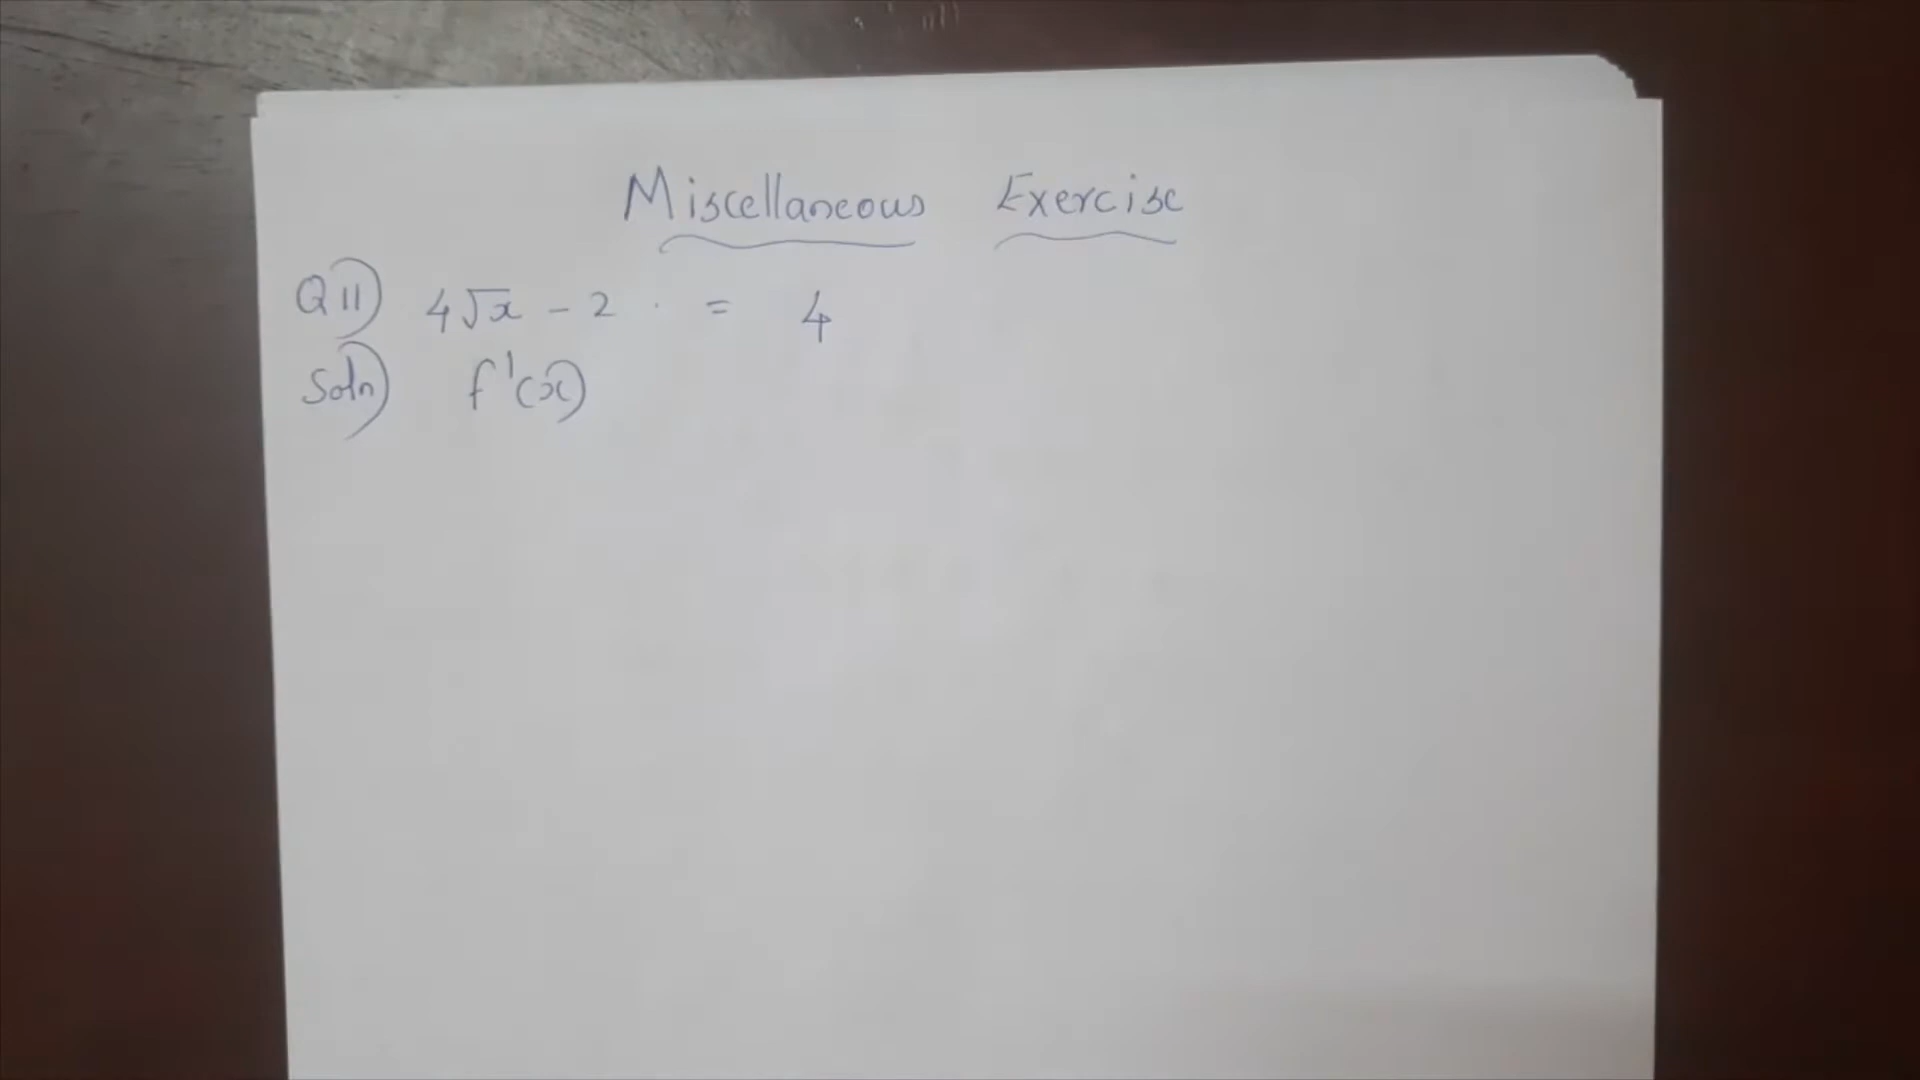 Miscellaneous Exercise
Q11) 4√x - 2 . = 4
Soln) f'(x)